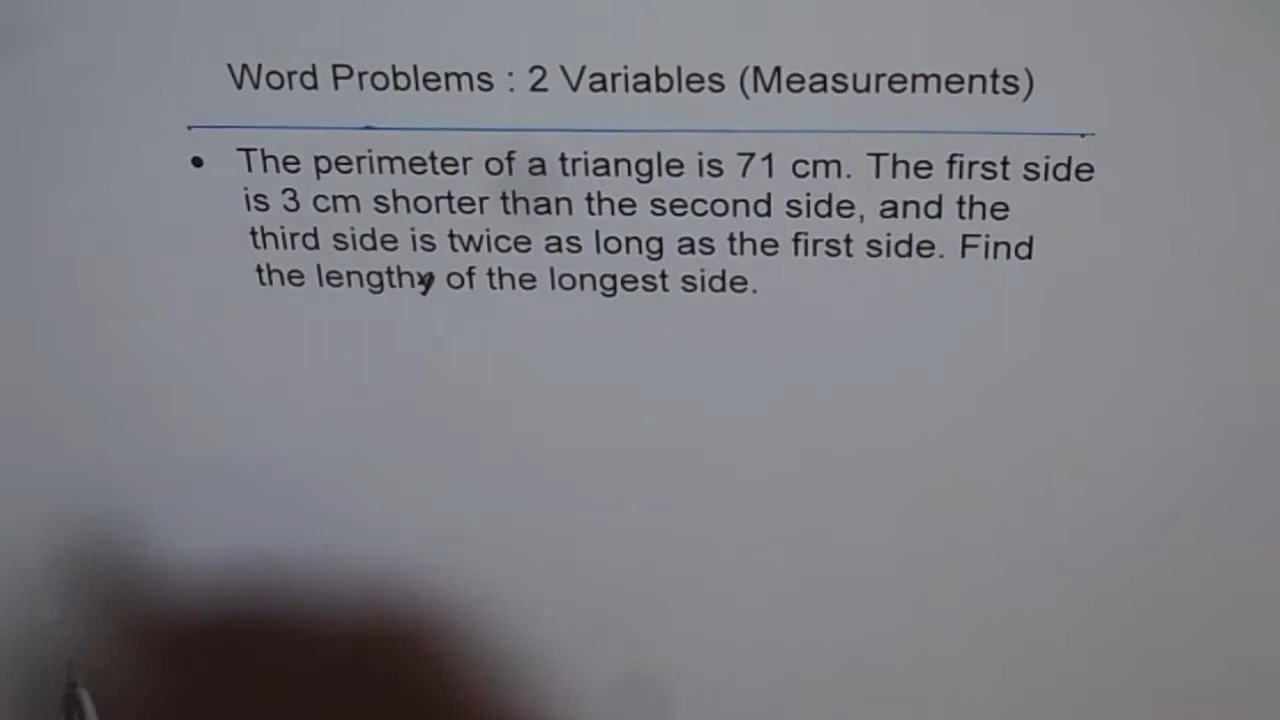 Word Problems : 2 Variables (Measurements)
• The perimeter of a triangle is 71 cm. The first side
is 3 cm shorter than the second side, and the
third side is twice as long as the first side. Find
the length of the longest side.